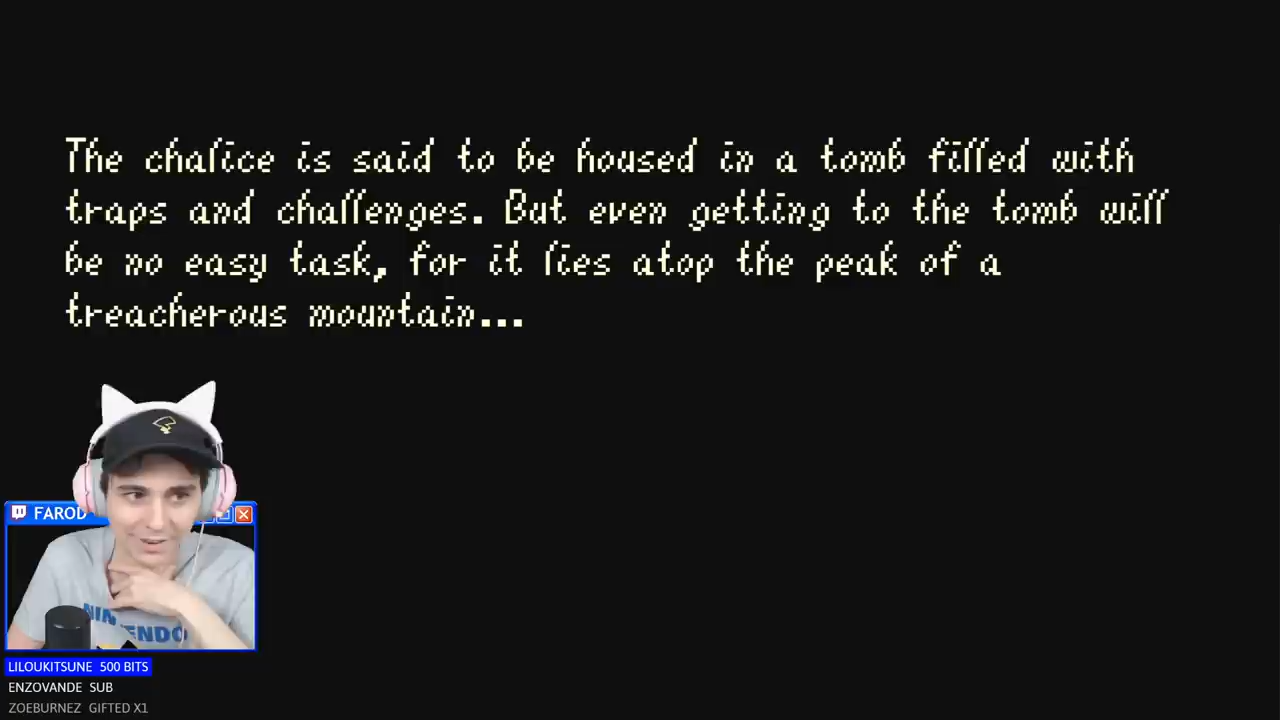 The chalice is said to be housed in a tomb filled with
traps and challenges. But even getting to the tomb will
be no easy task, for it lies atop the peak of a
treacherous mountain...
FAROD
NINTENDO
LILOUKITSUNE 500 BITS
ENZOVANDE SUB
ZOEBURNEZ GIFTED X1